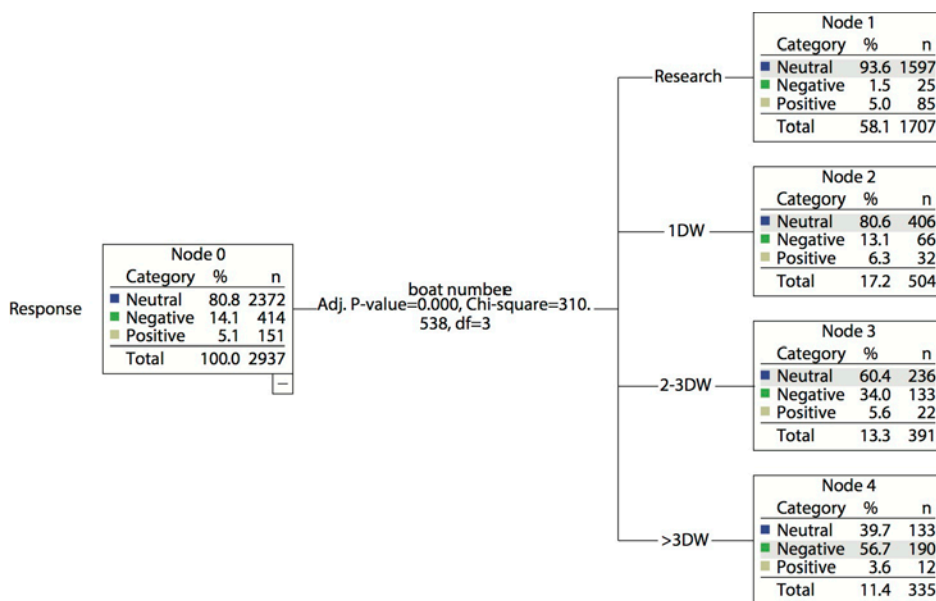 Response
Node 0
Category % n
Neutral 80.8 2372
Negative 14.1 414
Positive 5.1 151
Total 100.0 2937
boat number
Adj. P-value=0.000, Chi-square=310.
538, df=3
Research
Node 1
Category % n
Neutral 93.6 1597
Negative 1.5 25
Positive 5.0 85
Total 58.1 1707
1DW
Node 2
Category % n
Neutral 80.6 406
Negative 13.1 66
Positive 6.3 32
Total 17.2 504
2-3DW
Node 3
Category % n
Neutral 60.4 236
Negative 34.0 133
Positive 5.6 22
Total 13.3 391
>3DW
Node 4
Category % n
Neutral 39.7 133
Negative 56.7 190
Positive 3.6 12
Total 11.4 335